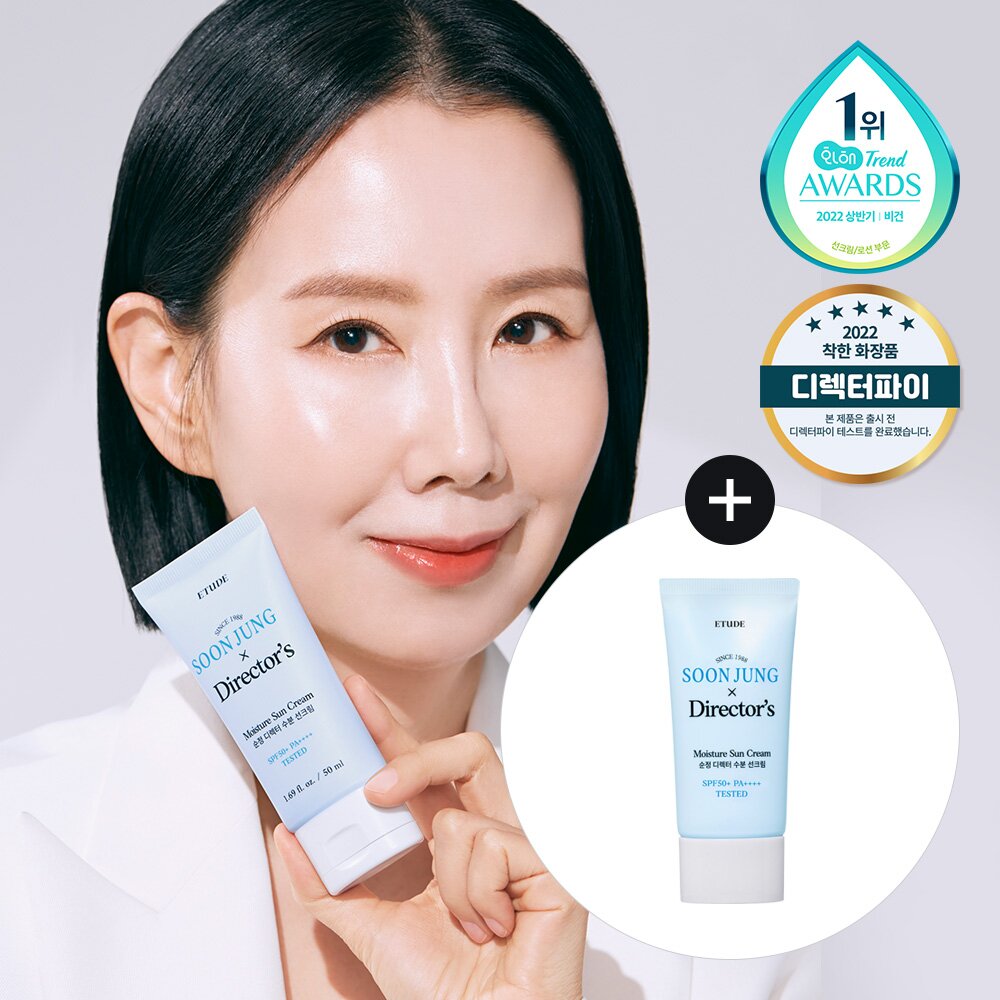 1위
화해 Trend
AWARDS
2022 상반기 | 비건
선크림/로션 부문
2022
착한 화장품
디렉터파이
본 제품은 출시 전
디렉터파이 테스트를 완료했습니다.
ETUDE
SINCE 1988
SOON JUNG
×
Director's
Moisture Sun Cream
순정 디렉터 수분 선크림
SPF50+ PA++++
TESTED
1.69 fl. oz. / 50 ml
+
ETUDE
SINCE 1988
SOON JUNG
×
Director's
Moisture Sun Cream
순정 디렉터 수분 선크림
SPF50+ PA++++
TESTED